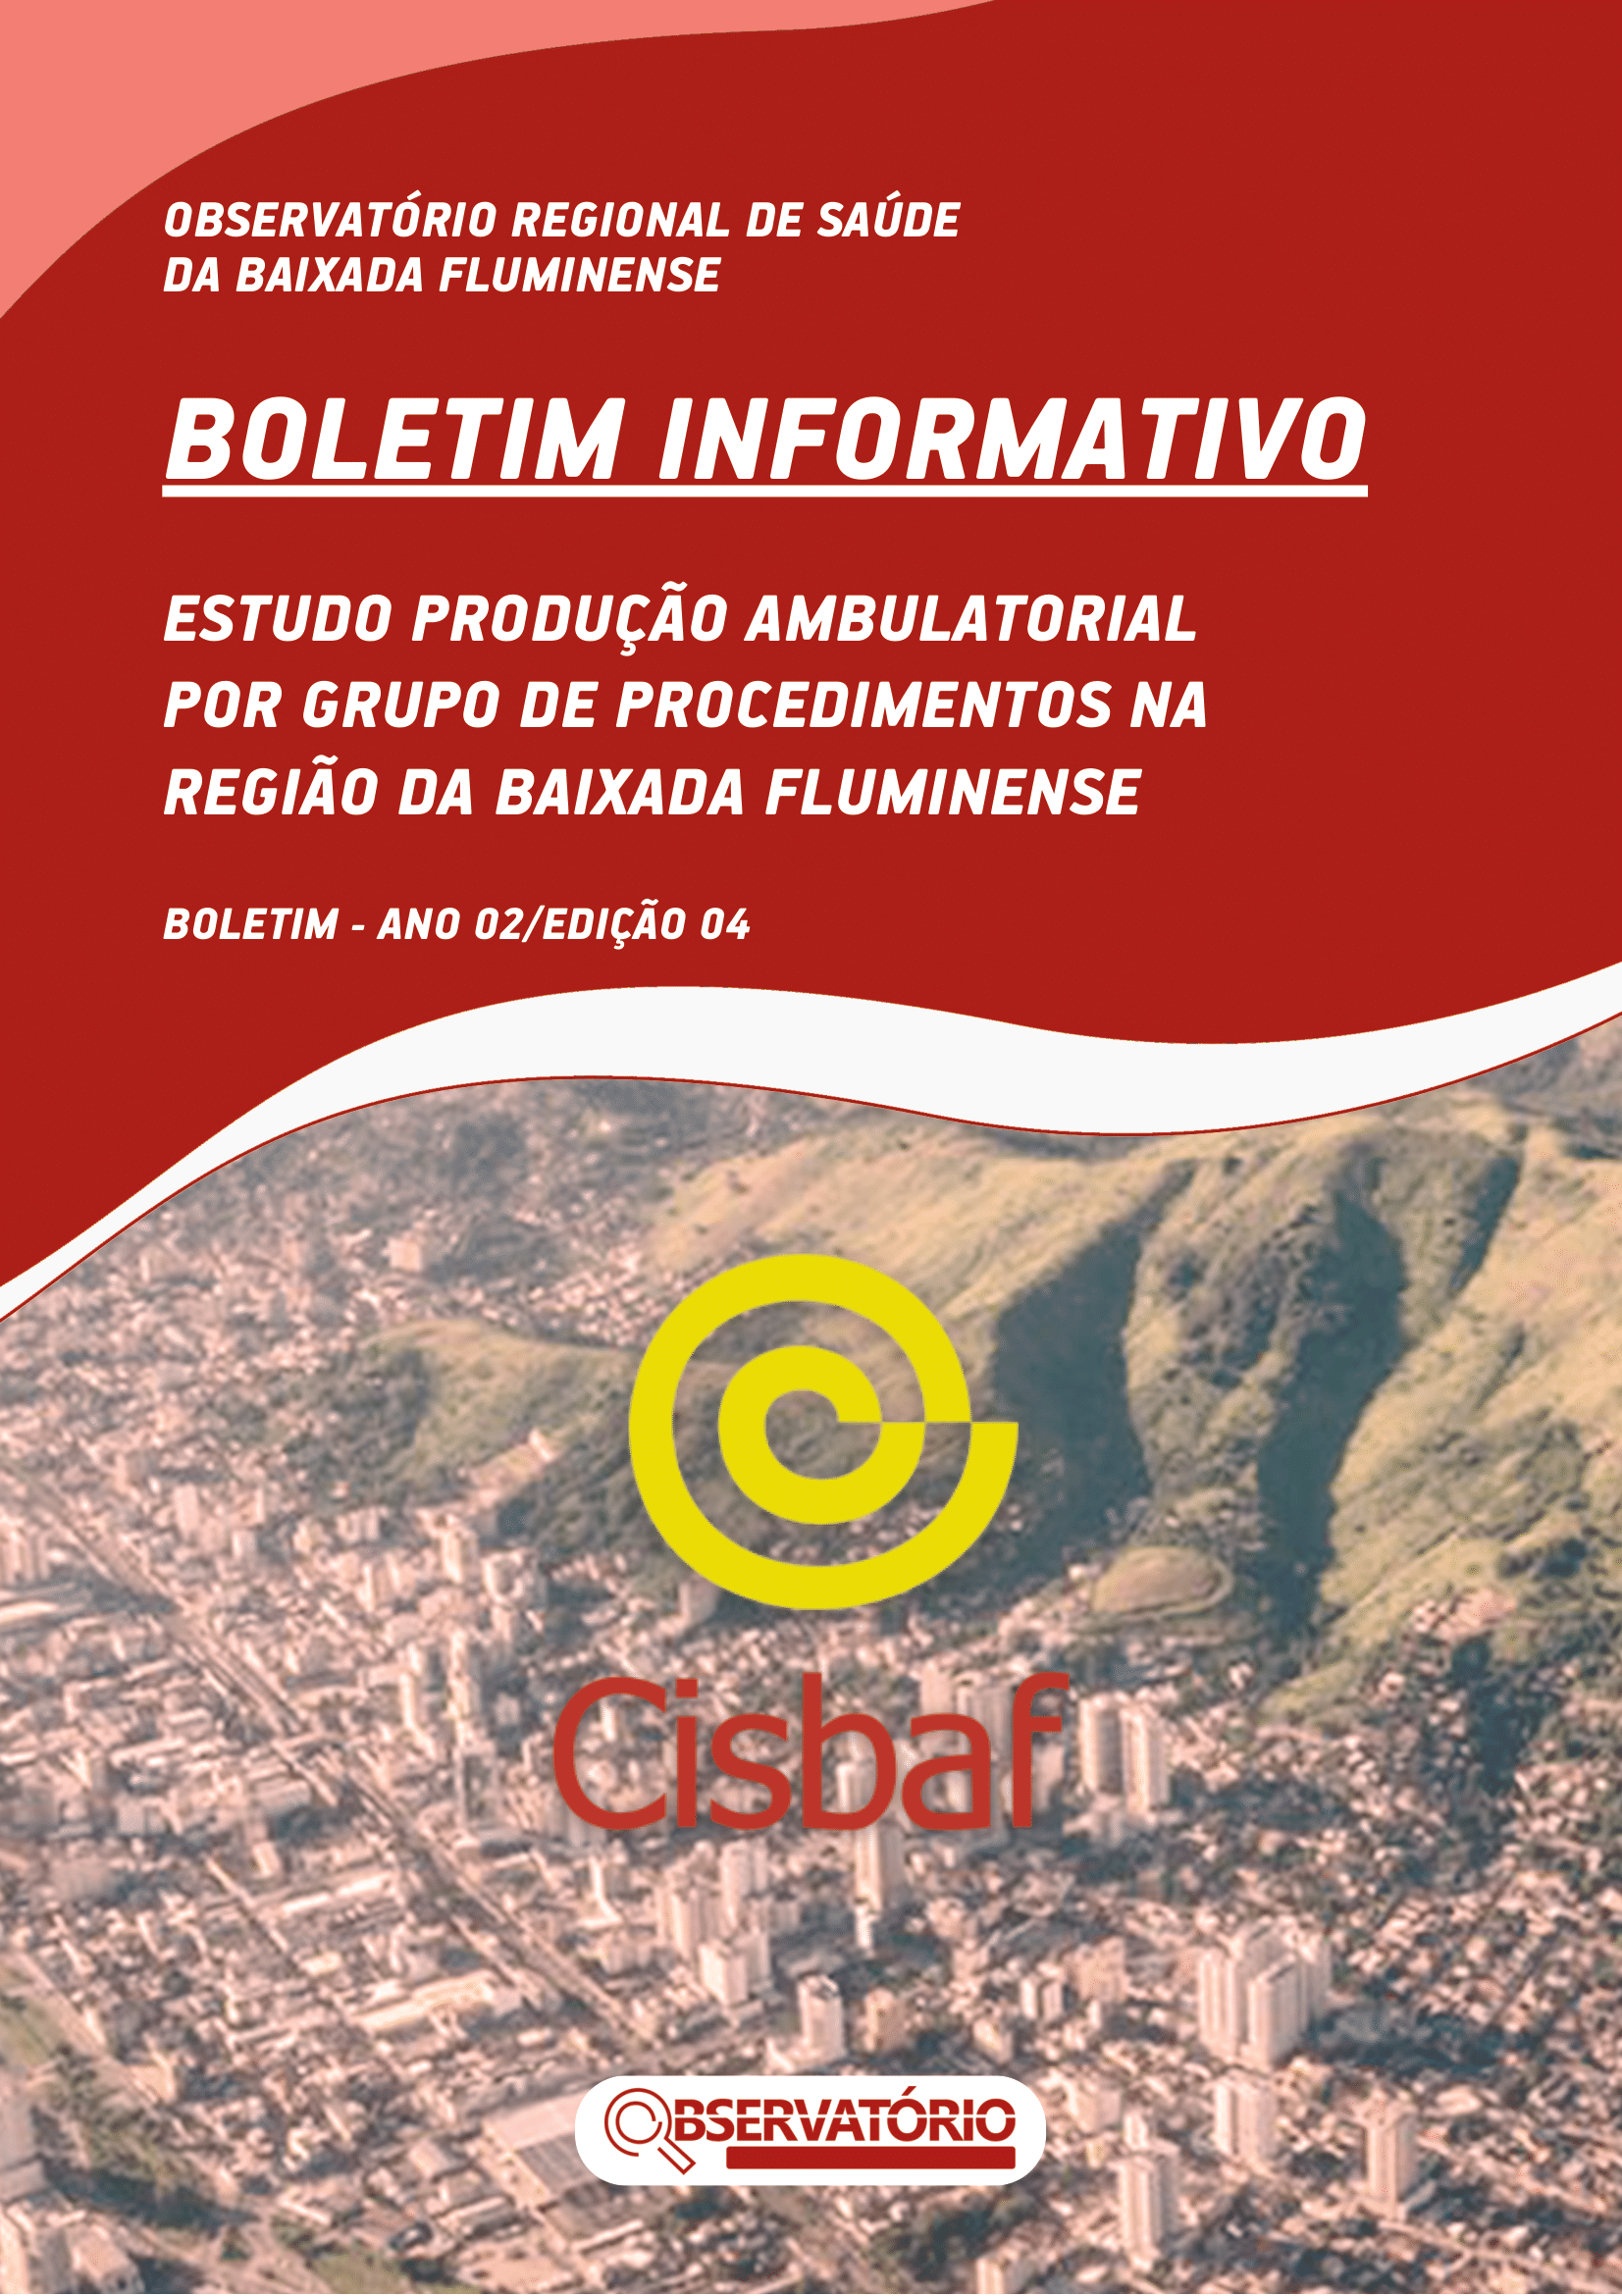 OBSERVATÓRIO REGIONAL DE SAÚDE
DA BAIXADA FLUMINENSE
BOLETIM INFORMATIVO
ESTUDO PRODUÇÃO AMBULATORIAL
POR GRUPO DE PROCEDIMENTOS NA
REGIÃO DA BAIXADA FLUMINENSE
BOLETIM - ANO 02/EDIÇÃO 04
Cisbaf
OBSERVATÓRIO